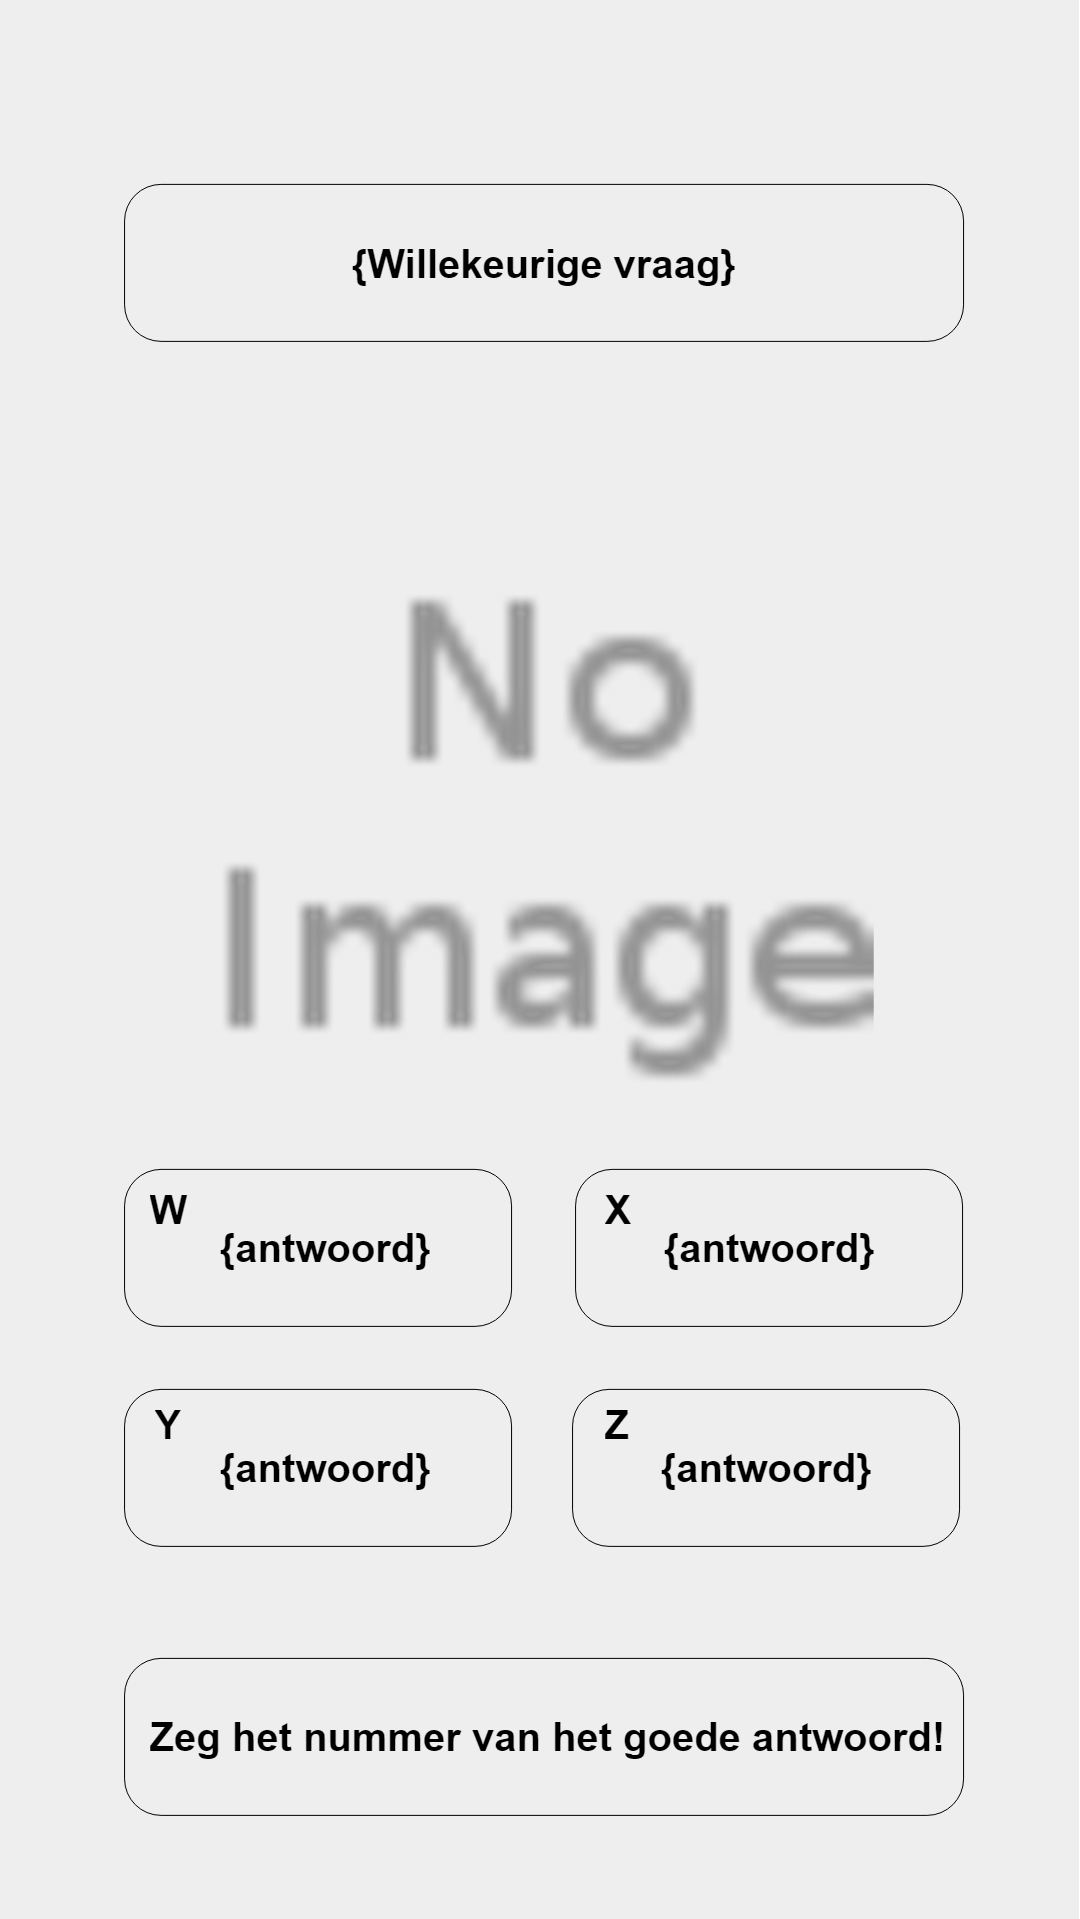 {Willekeurige vraag}
No
Image
W
{antwoord}
X
{antwoord}
Y
{antwoord}
Z
{antwoord}
Zeg het nummer van het goede antwoord!